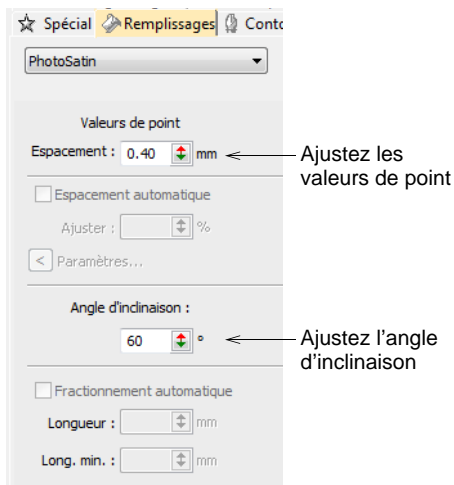 Spécial Remplissages Conto
PhotoSatin
Valeurs de point
Espacement : 0.40 mm
Ajustez les
valeurs de point
Espacement automatique
Ajuster : %
< Paramètres...
Angle d'inclinaison :
60 °
Ajustez l'angle
d'inclinaison
Fractionnement automatique
Longueur : mm
Long. min. : mm